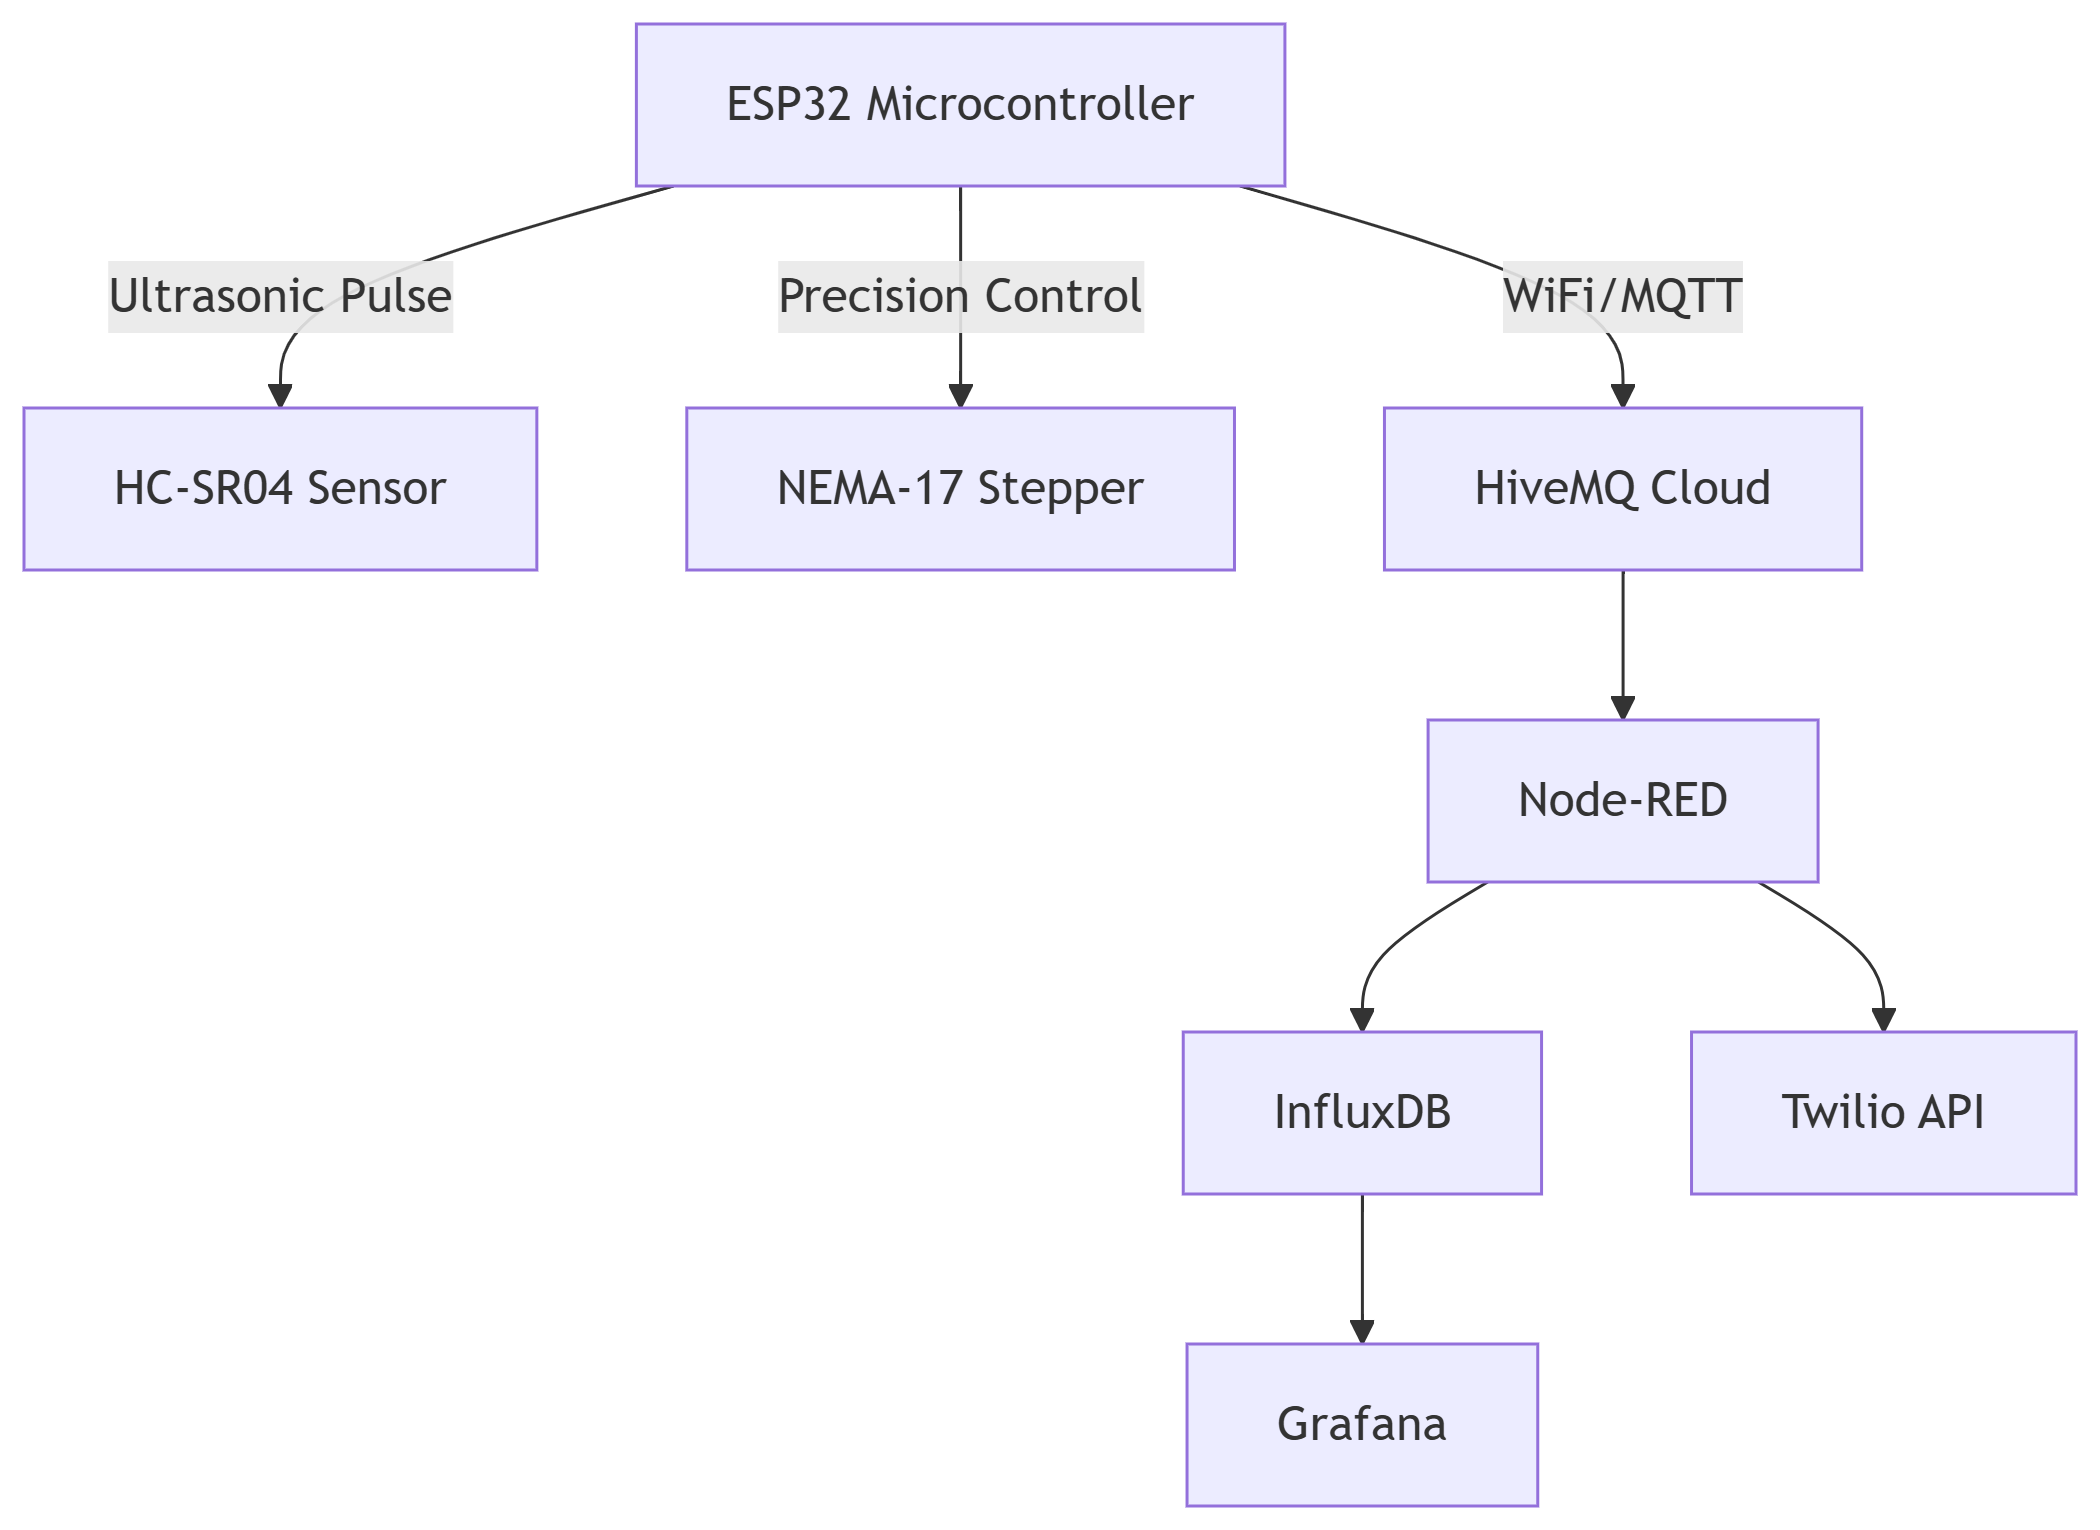 ESP32 Microcontroller
Ultrasonic Pulse
Precision Control
WiFi/MQTT
HC-SR04 Sensor
NEMA-17 Stepper
HiveMQ Cloud
Node-RED
InfluxDB
Twilio API
Grafana